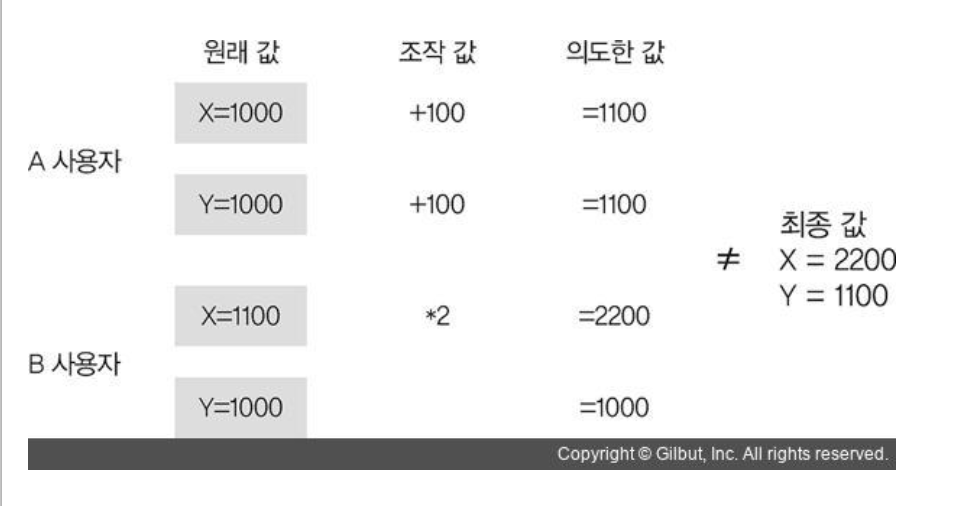 원래 값 조작 값 의도한 값
X=1000 +100 =1100
A 사용자
Y=1000 +100 =1100
최종 값
≠ X = 2200
Y = 1100
X=1100 *2 =2200
B 사용자
Y=1000 =1000
Copyright © Gilbut, Inc. All rights reserved.